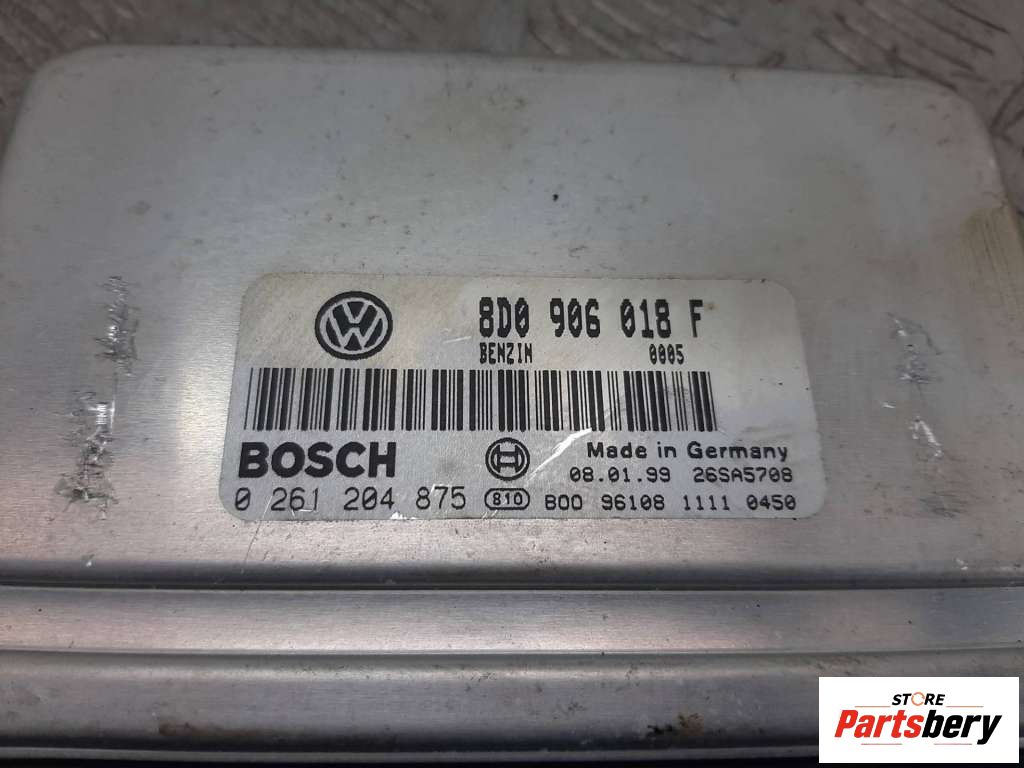 VW
8D0 906 018 F
BENZIN 0005
BOSCH
Made in Germany
08.01.99 26SA5708
0 261 204 875 810 B00 96108 1111 0450
STORE
Partsbery